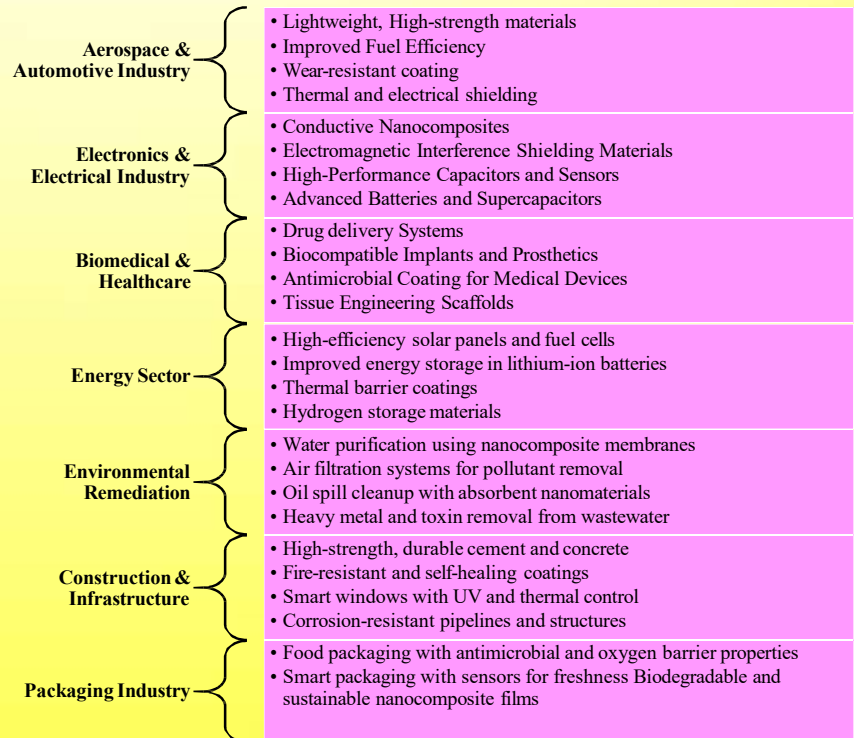 Aerospace &
Automotive Industry
• Lightweight, High-strength materials
• Improved Fuel Efficiency
• Wear-resistant coating
• Thermal and electrical shielding
Electronics &
Electrical Industry
• Conductive Nanocomposites
• Electromagnetic Interference Shielding Materials
• High-Performance Capacitors and Sensors
• Advanced Batteries and Supercapacitors
Biomedical &
Healthcare
• Drug delivery Systems
• Biocompatible Implants and Prosthetics
• Antimicrobial Coating for Medical Devices
• Tissue Engineering Scaffolds
Energy Sector
• High-efficiency solar panels and fuel cells
• Improved energy storage in lithium-ion batteries
• Thermal barrier coatings
• Hydrogen storage materials
Environmental
Remediation
• Water purification using nanocomposite membranes
• Air filtration systems for pollutant removal
• Oil spill cleanup with absorbent nanomaterials
• Heavy metal and toxin removal from wastewater
Construction &
Infrastructure
• High-strength, durable cement and concrete
• Fire-resistant and self-healing coatings
• Smart windows with UV and thermal control
• Corrosion-resistant pipelines and structures
Packaging Industry
• Food packaging with antimicrobial and oxygen barrier properties
• Smart packaging with sensors for freshness Biodegradable and
sustainable nanocomposite films